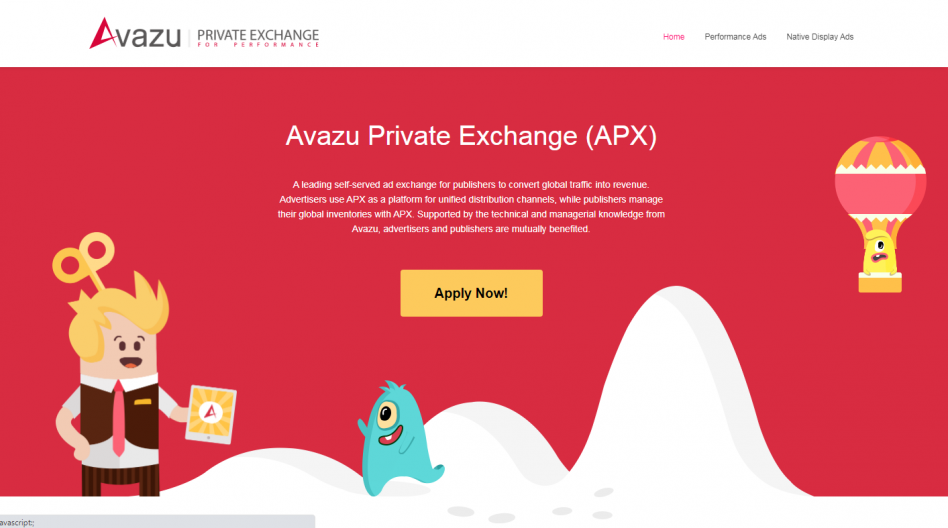 Avazu PRIVATE EXCHANGE
FOR PERFORMANCE
Home Performance Ads Native Display Ads
Avazu Private Exchange (APX)
A leading self-served ad exchange for publishers to convert global traffic into revenue.
Advertisers use APX as a platform for unified distribution channels, while publishers manage
their global inventories with APX. Supported by the technical and managerial knowledge from
Avazu, advertisers and publishers are mutually benefited.
Apply Now!
avascript:;